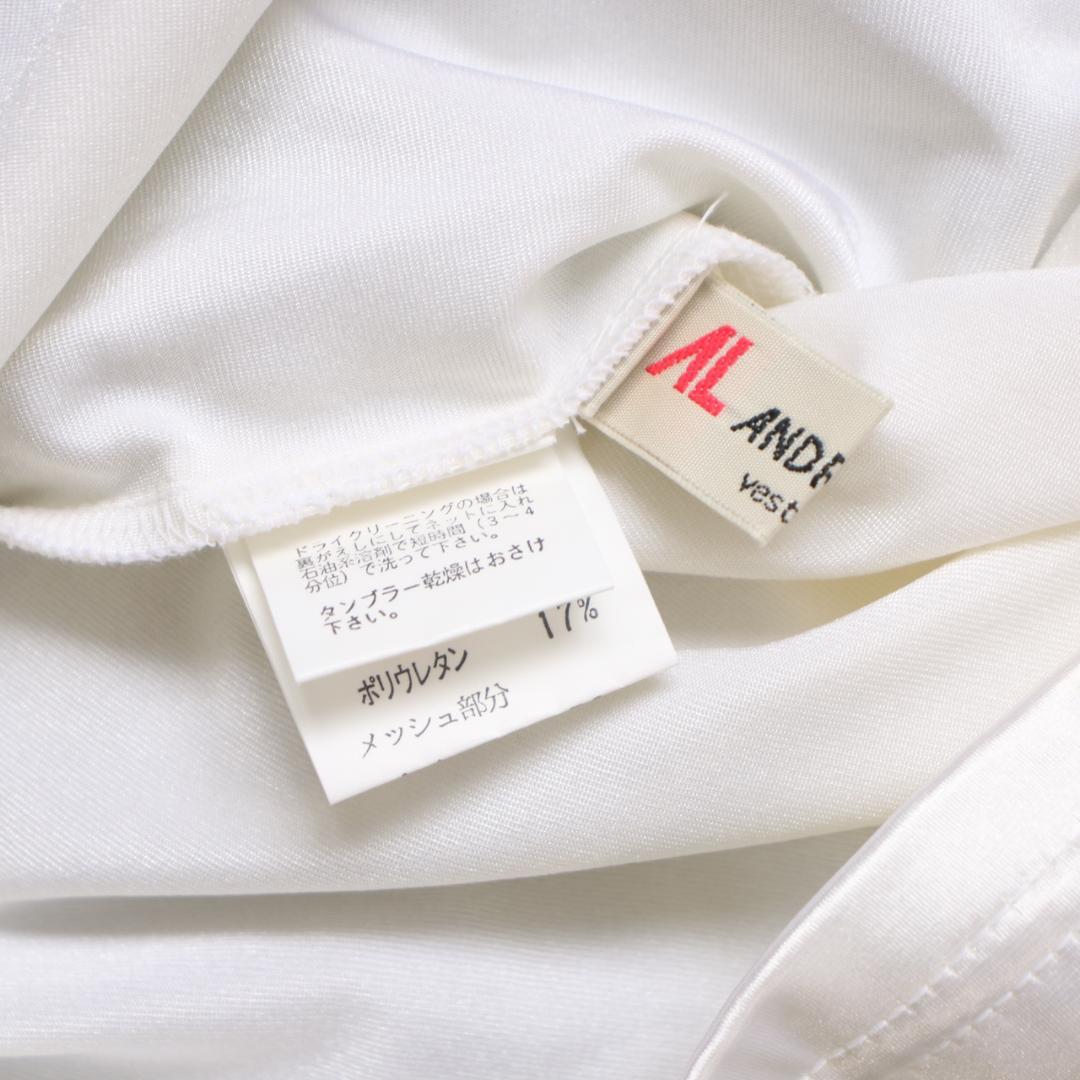 ドライクリーニングの場合は
裏がえしにしてネットに入れ
石油系溶剤で短時間（3～4
分位）で洗って下さい。
タンブラー乾燥はおさけ
下さい。
17%
ポリウレタン
メッシュ部分
AL
ANDE
vest